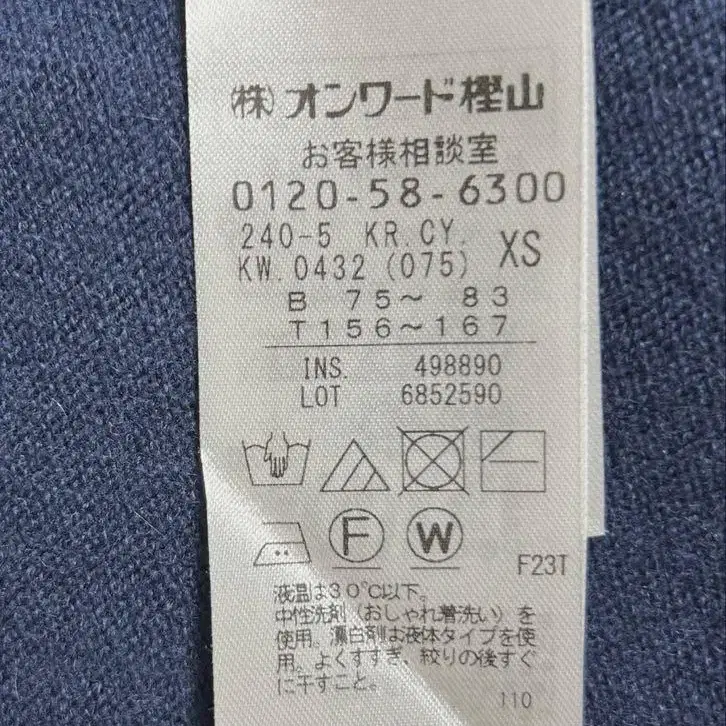 (株)オンワード樫山
お客様相談室
0120-58-6300
240-5 KR.CY. XS
KW.0432(075)
B 75～ 83
T156～167
INS. 498890
LOT 6852590
F W
F23T
液温は30℃以下。
中性洗剤(おしゃれ着洗い)を
使用。漂白剤は液体タイプを使
用。よくすすぎ、絞りの後すぐ
に干すこと。
110